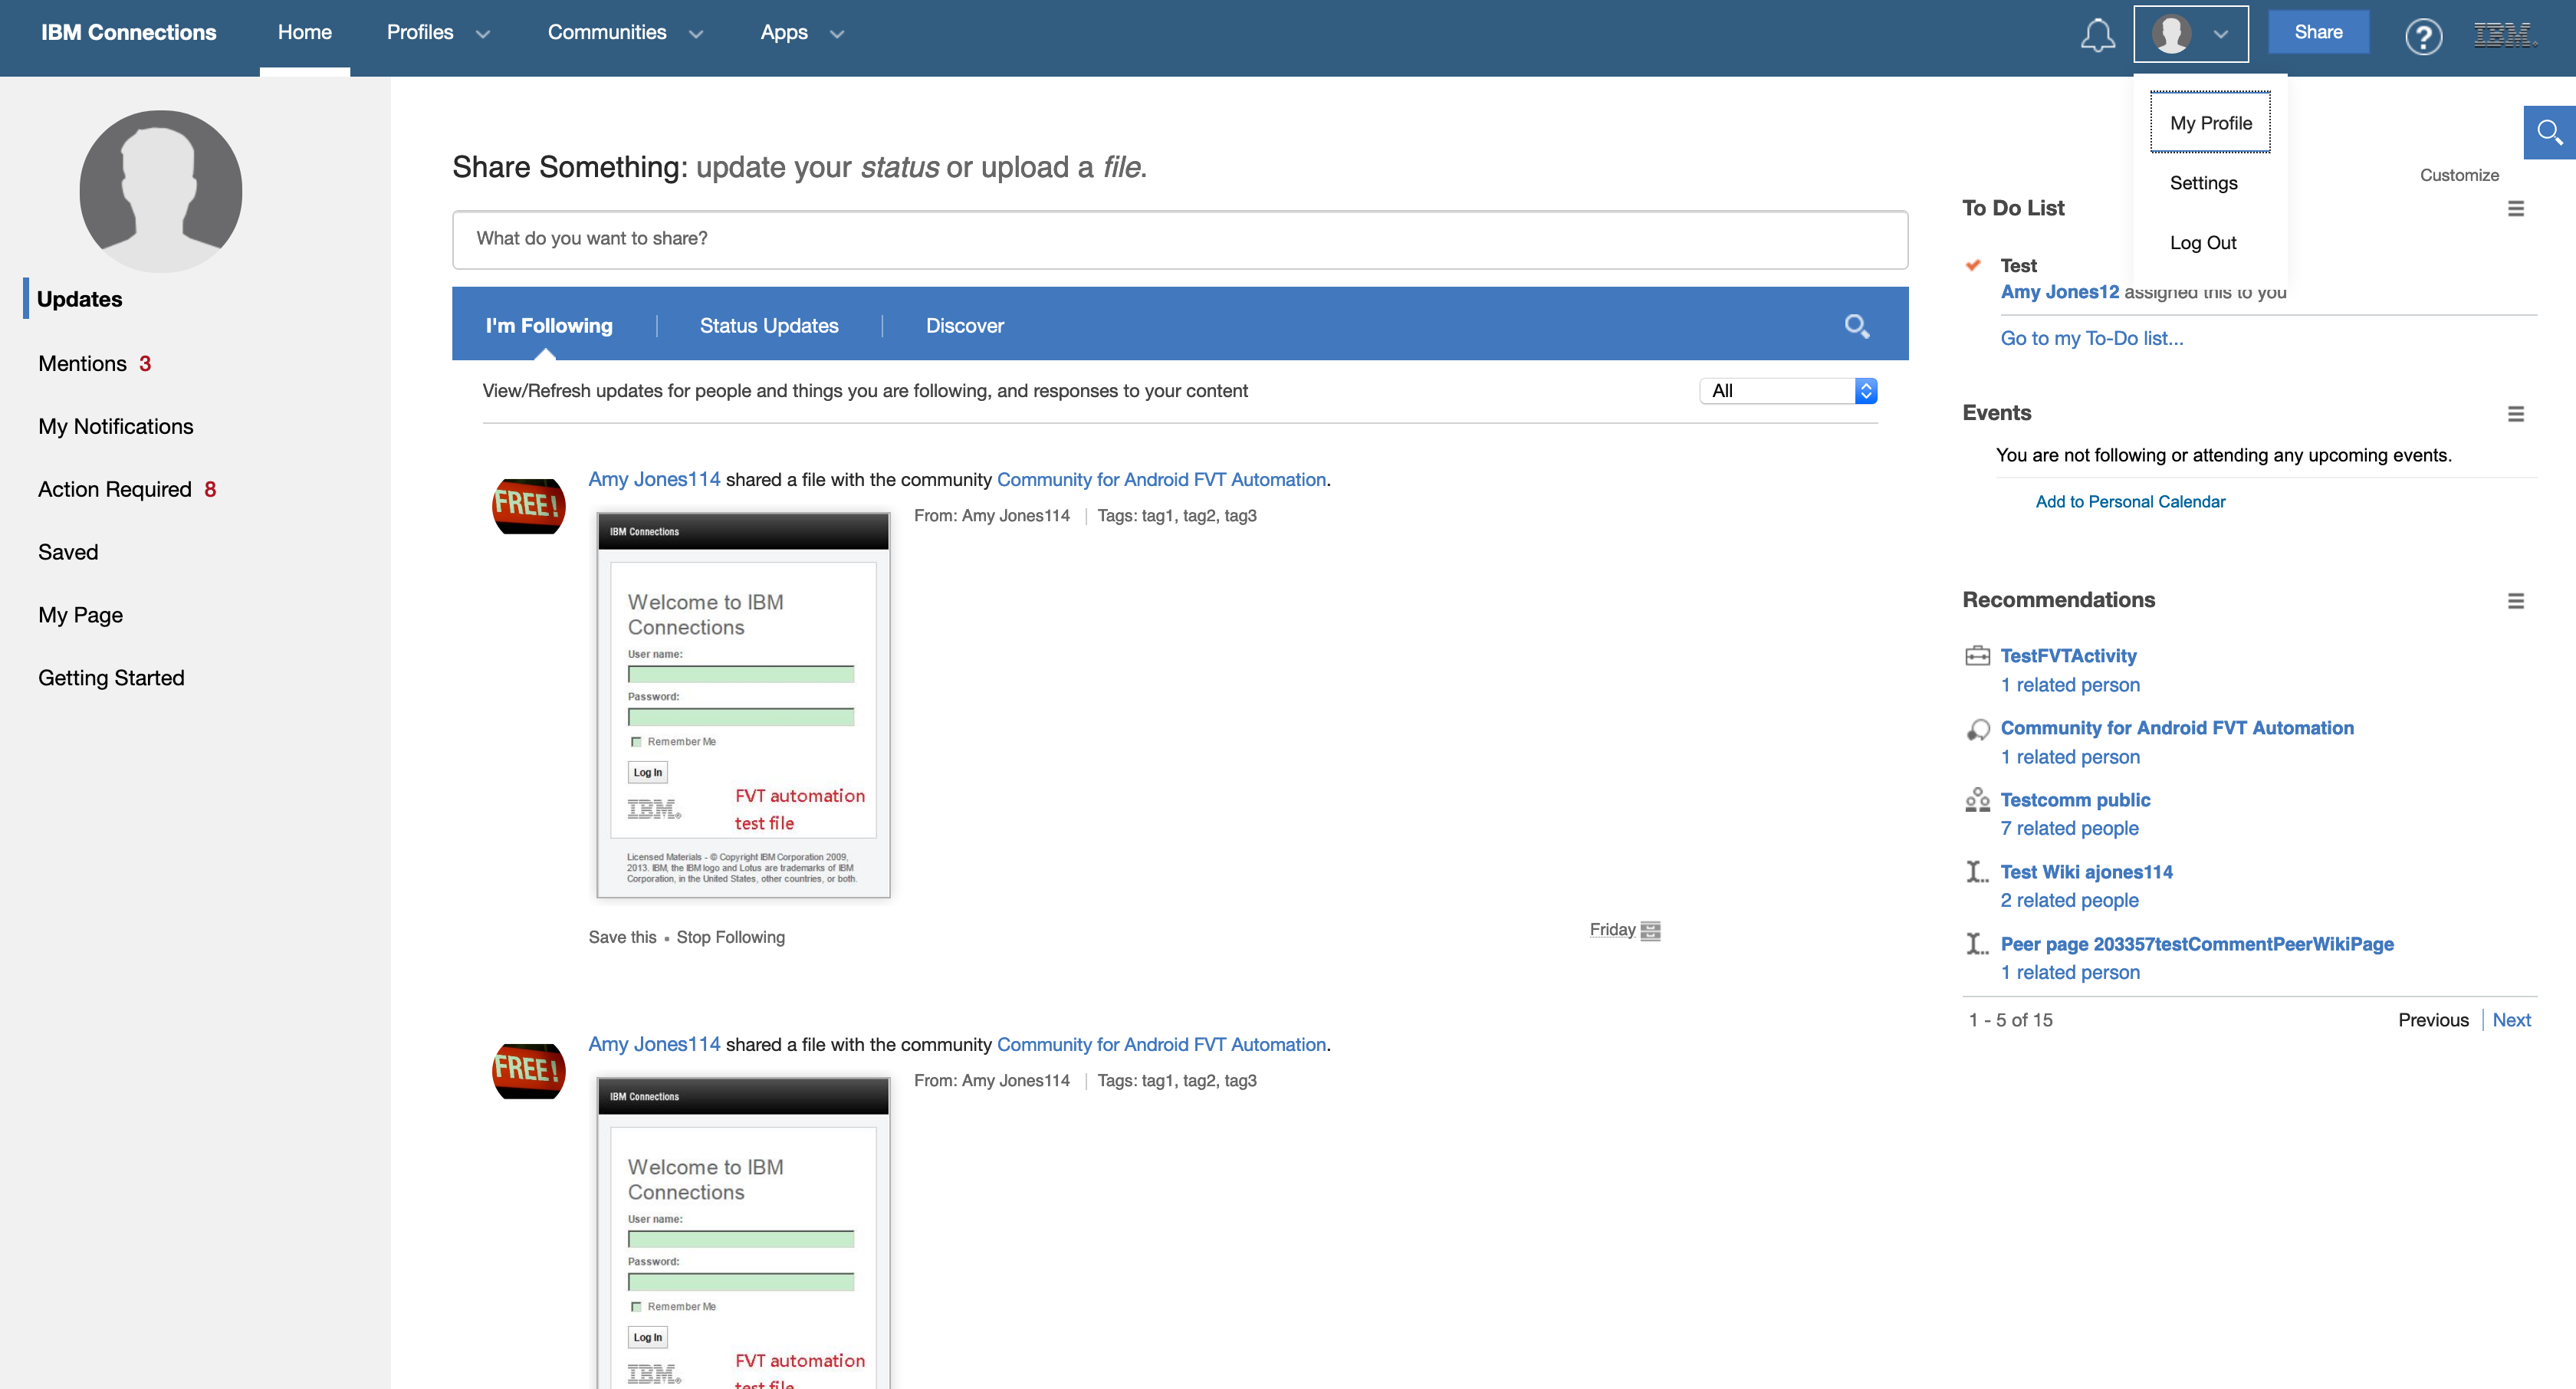 IBM Connections Home Profiles Communities Apps Share ? IBM.
My Profile
Settings
Log Out
Updates
Mentions 3
My Notifications
Action Required 8
Saved
My Page
Getting Started
Share Something: update your status or upload a file.
What do you want to share?
I'm Following Status Updates Discover
View/Refresh updates for people and things you are following, and responses to your content All
FREE!
Amy Jones114 shared a file with the community Community for Android FVT Automation.
From: Amy Jones114 | Tags: tag1, tag2, tag3
IBM Connections
Welcome to IBM
Connections
User name:
Password:
Remember Me
Log In
IBM.
FVT automation
test file
Licensed Materials - © Copyright IBM Corporation 2009,
2013. IBM, the IBM logo and Lotus are trademarks of IBM
Corporation, in the United States, other countries, or both.
Save this • Stop Following Friday
FREE!
Amy Jones114 shared a file with the community Community for Android FVT Automation.
From: Amy Jones114 | Tags: tag1, tag2, tag3
IBM Connections
Welcome to IBM
Connections
User name:
Password:
Remember Me
Log In
IBM.
FVT automation
test file
Customize
To Do List
Test
Amy Jones12 assigned this to you
Go to my To-Do list...
Events
You are not following or attending any upcoming events.
Add to Personal Calendar
Recommendations
TestFVTActivity
1 related person
Community for Android FVT Automation
1 related person
Testcomm public
7 related people
Test Wiki ajones114
2 related people
Peer page 203357testCommentPeerWikiPage
1 related person
1 - 5 of 15 Previous | Next